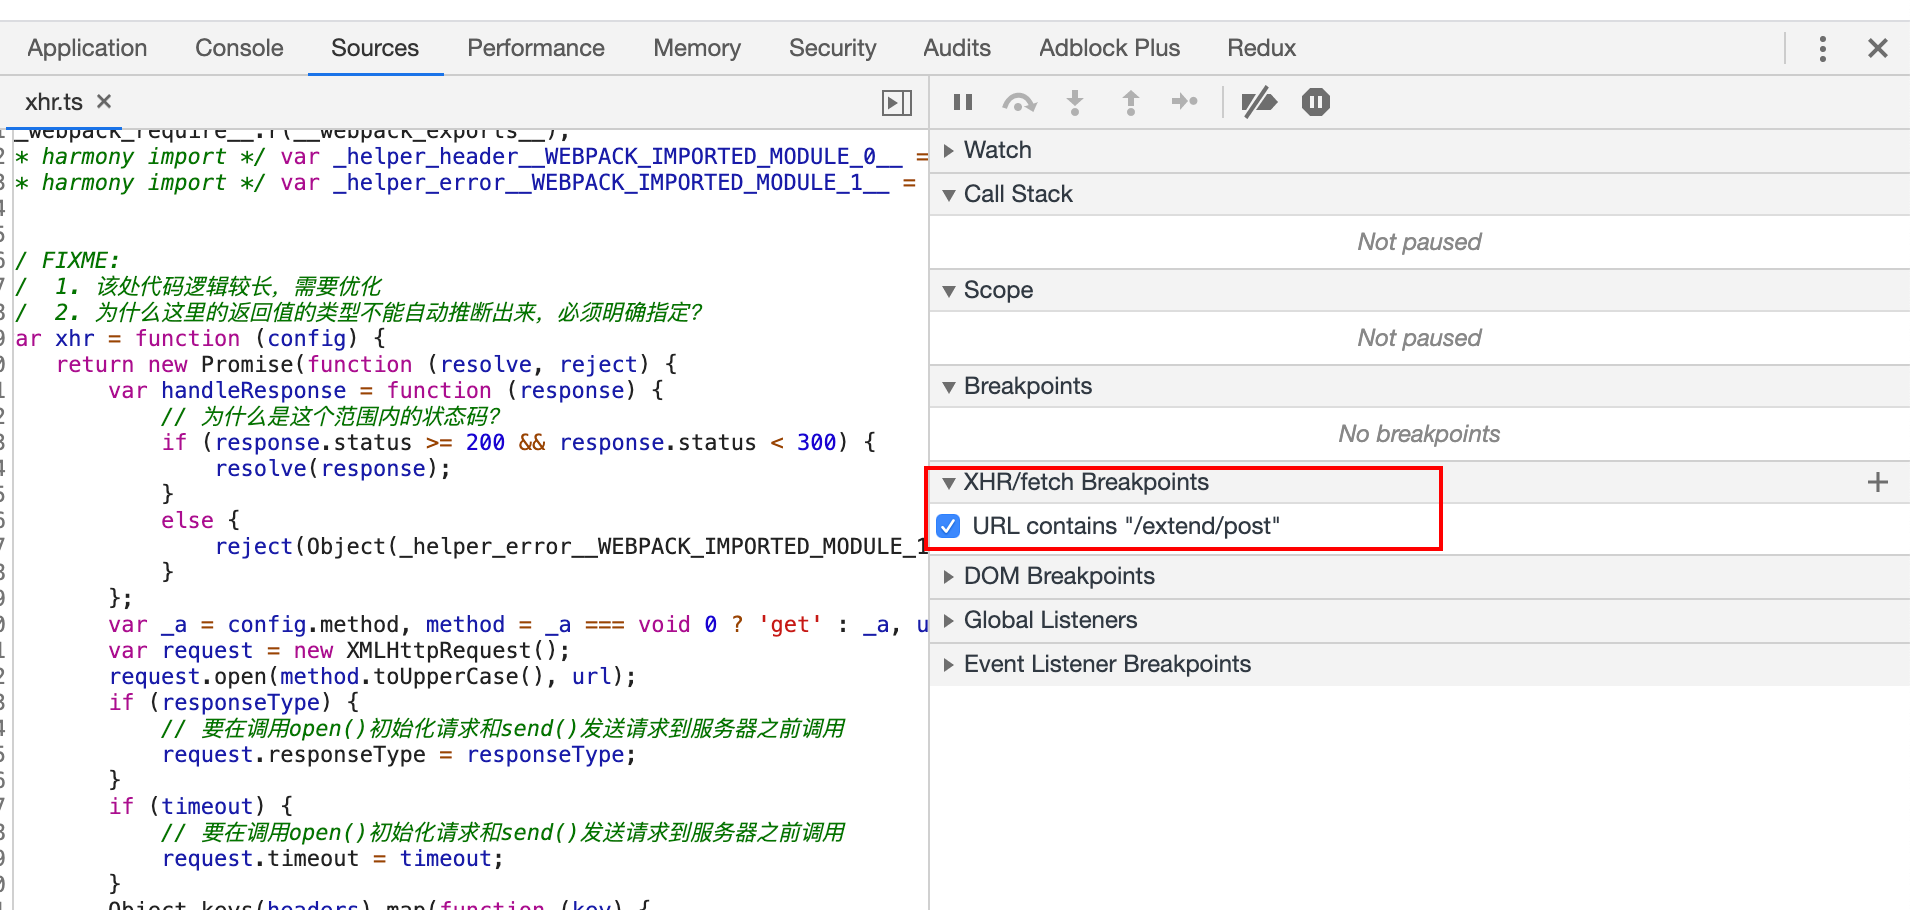 Application Console Sources Performance Memory Security Audits Adblock Plus Redux
xhr.ts
_webpack_require__.r(__webpack_exports__);
* harmony import */ var _helper_header__WEBPACK_IMPORTED_MODULE_0__ =
* harmony import */ var _helper_error__WEBPACK_IMPORTED_MODULE_1__ =
/ FIXME:
/  1. 该处代码逻辑较长，需要优化
/  2. 为什么这里的返回值的类型不能自动推断出来，必须明确指定？
ar xhr = function (config) {
return new Promise(function (resolve, reject) {
var handleResponse = function (response) {
// 为什么是这个范围内的状态码？
if (response.status >= 200 && response.status < 300) {
resolve(response);
}
else {
reject(Object(_helper_error__WEBPACK_IMPORTED_MODULE_1
}
};
var _a = config.method, method = _a === void 0 ? 'get' : _a, u
var request = new XMLHttpRequest();
request.open(method.toUpperCase(), url);
if (responseType) {
// 要在调用open()初始化请求和send()发送请求到服务器之前调用
request.responseType = responseType;
}
if (timeout) {
// 要在调用open()初始化请求和send()发送请求到服务器之前调用
request.timeout = timeout;
}
Object.keys(headers).map(function (key) {
Watch
Call Stack
Not paused
Scope
Not paused
Breakpoints
No breakpoints
XHR/fetch Breakpoints
URL contains "/extend/post"
DOM Breakpoints
Global Listeners
Event Listener Breakpoints